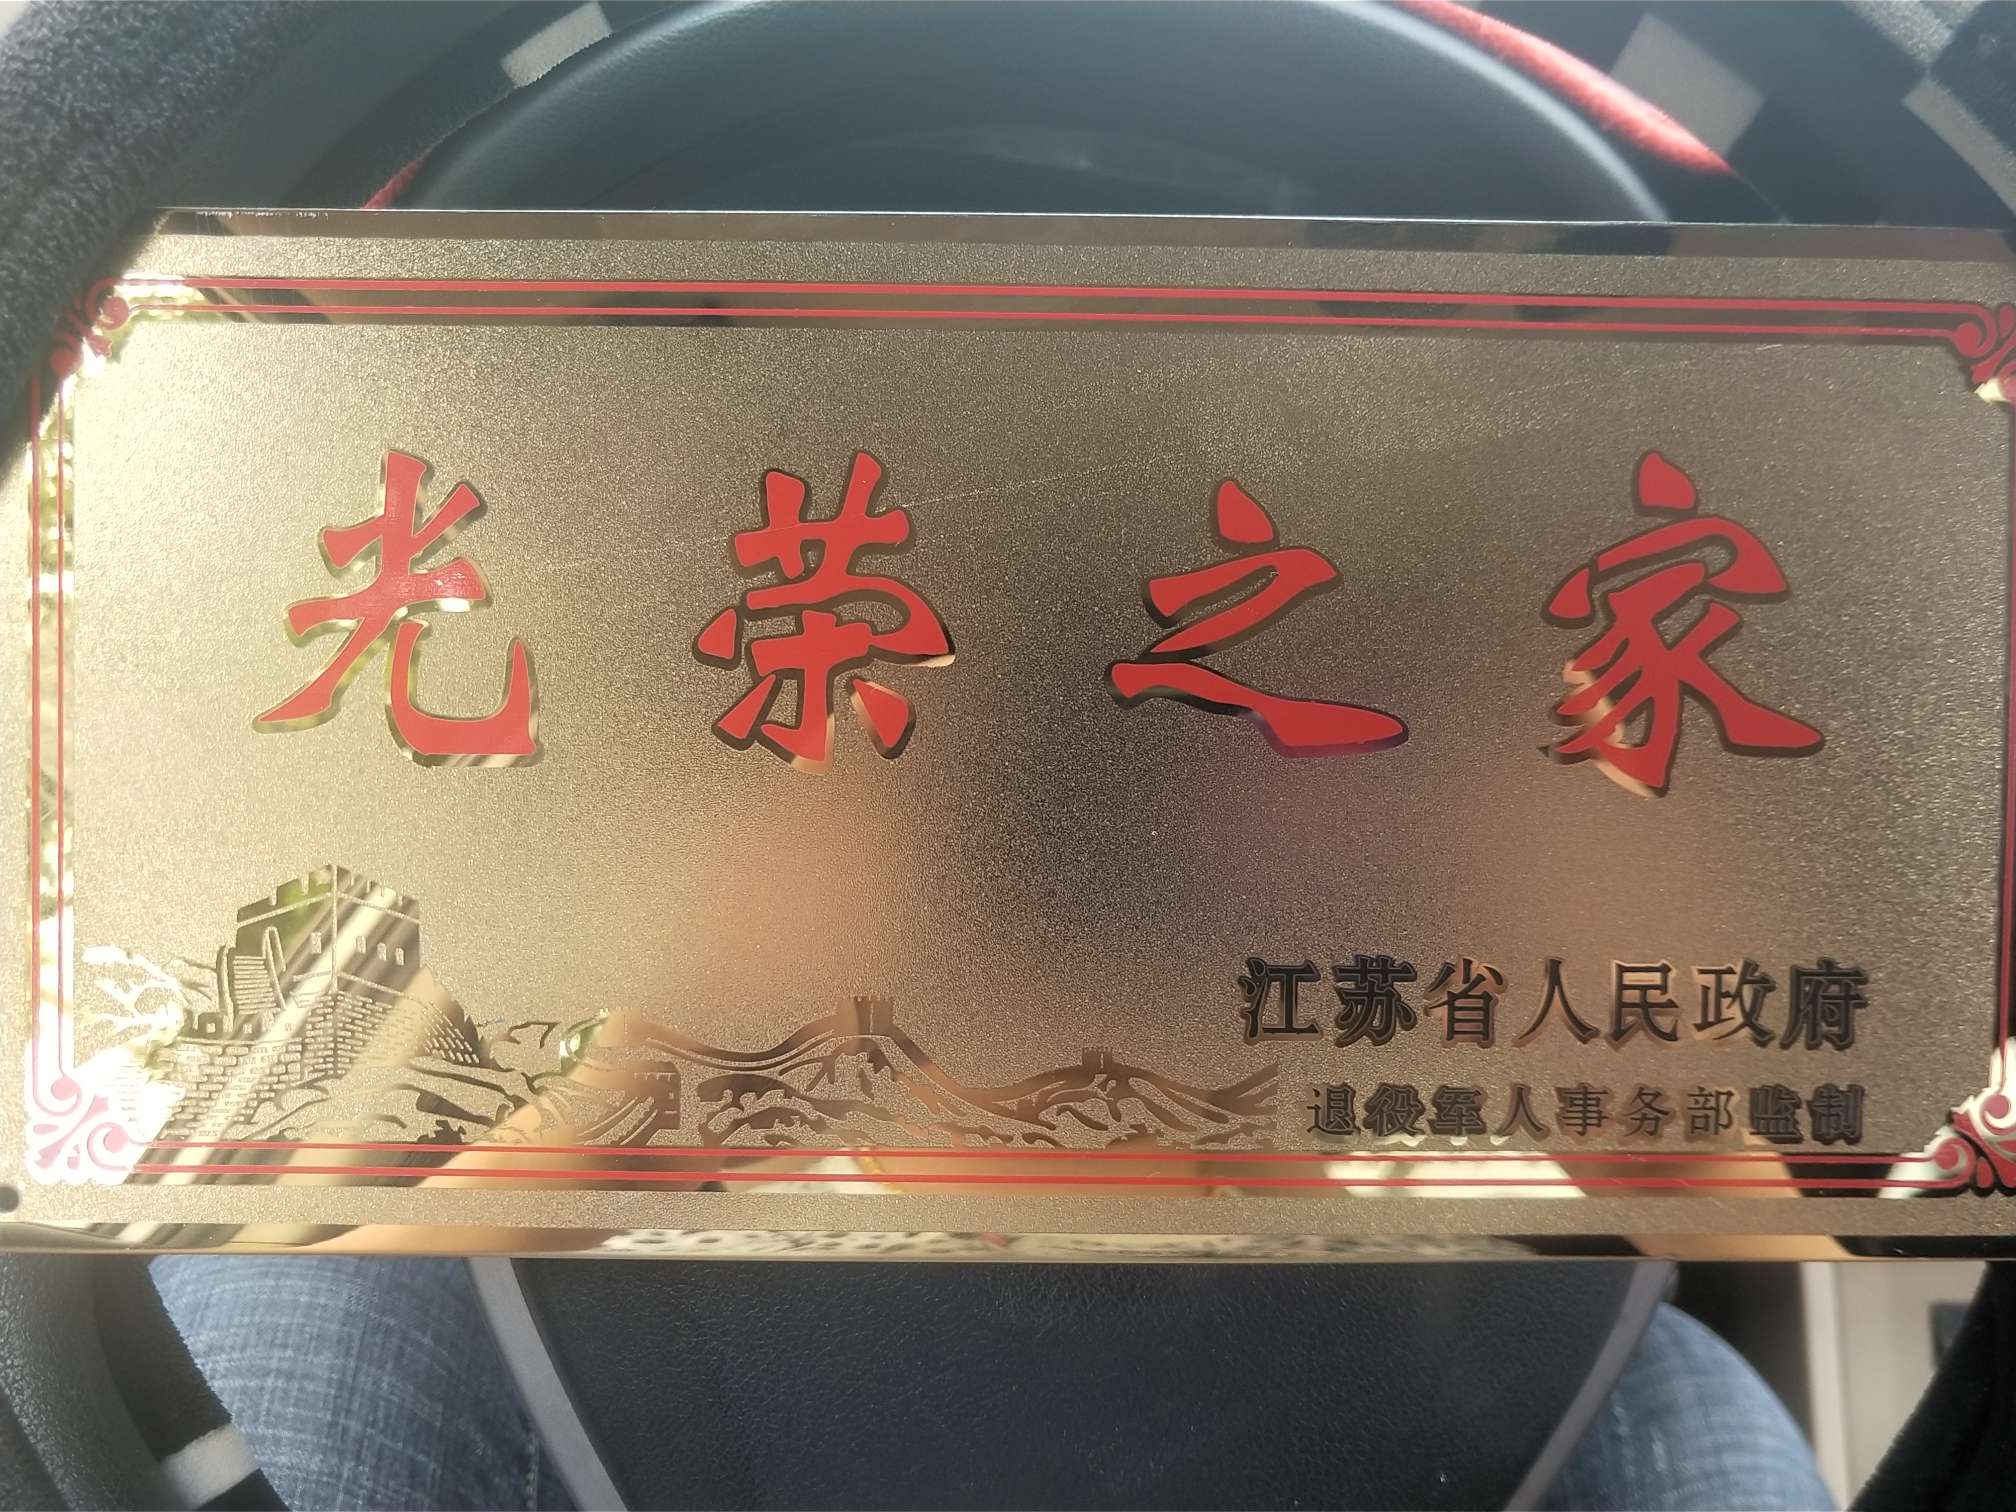 光荣之家
江苏省人民政府
退役军人事务部监制